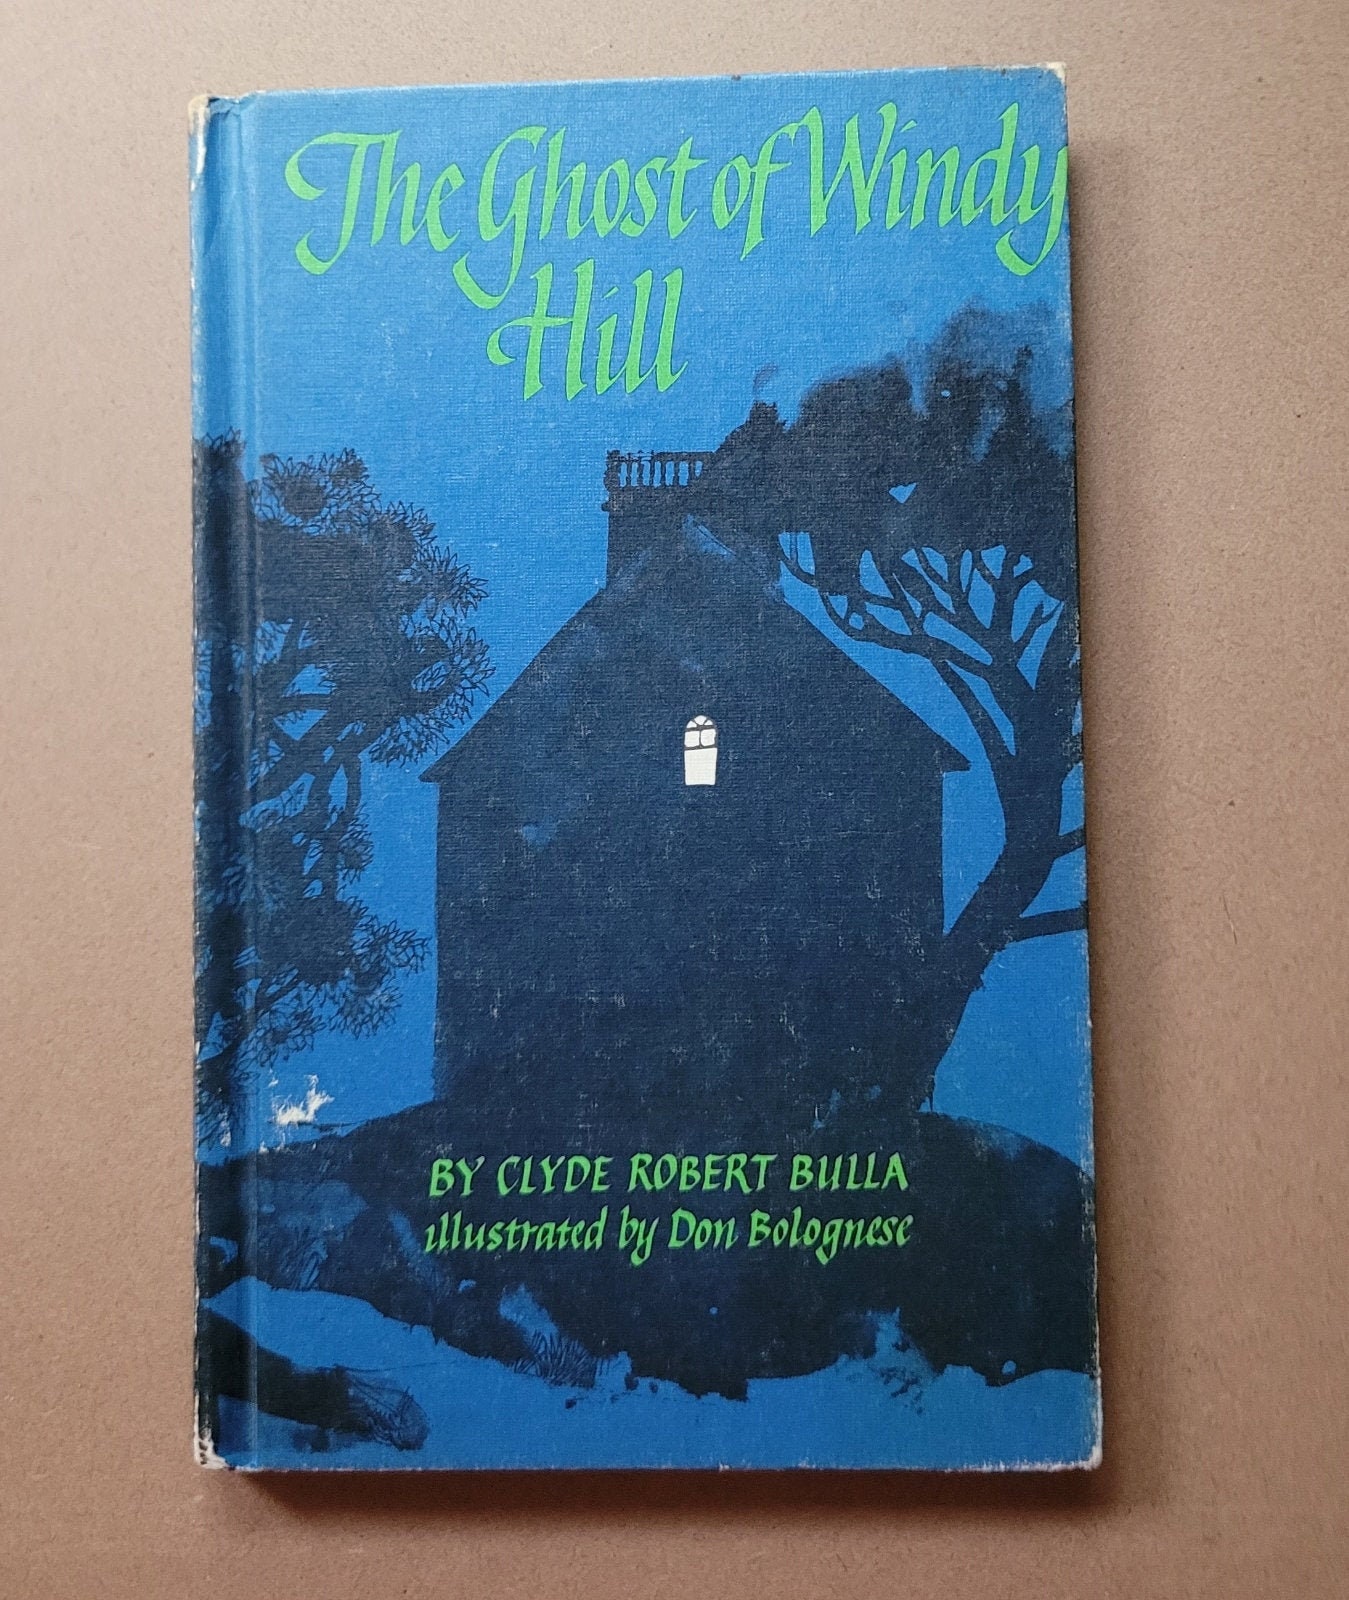 The Ghost of Windy
Hill
BY CLYDE ROBERT BULLA
illustrated by Don Bolognese